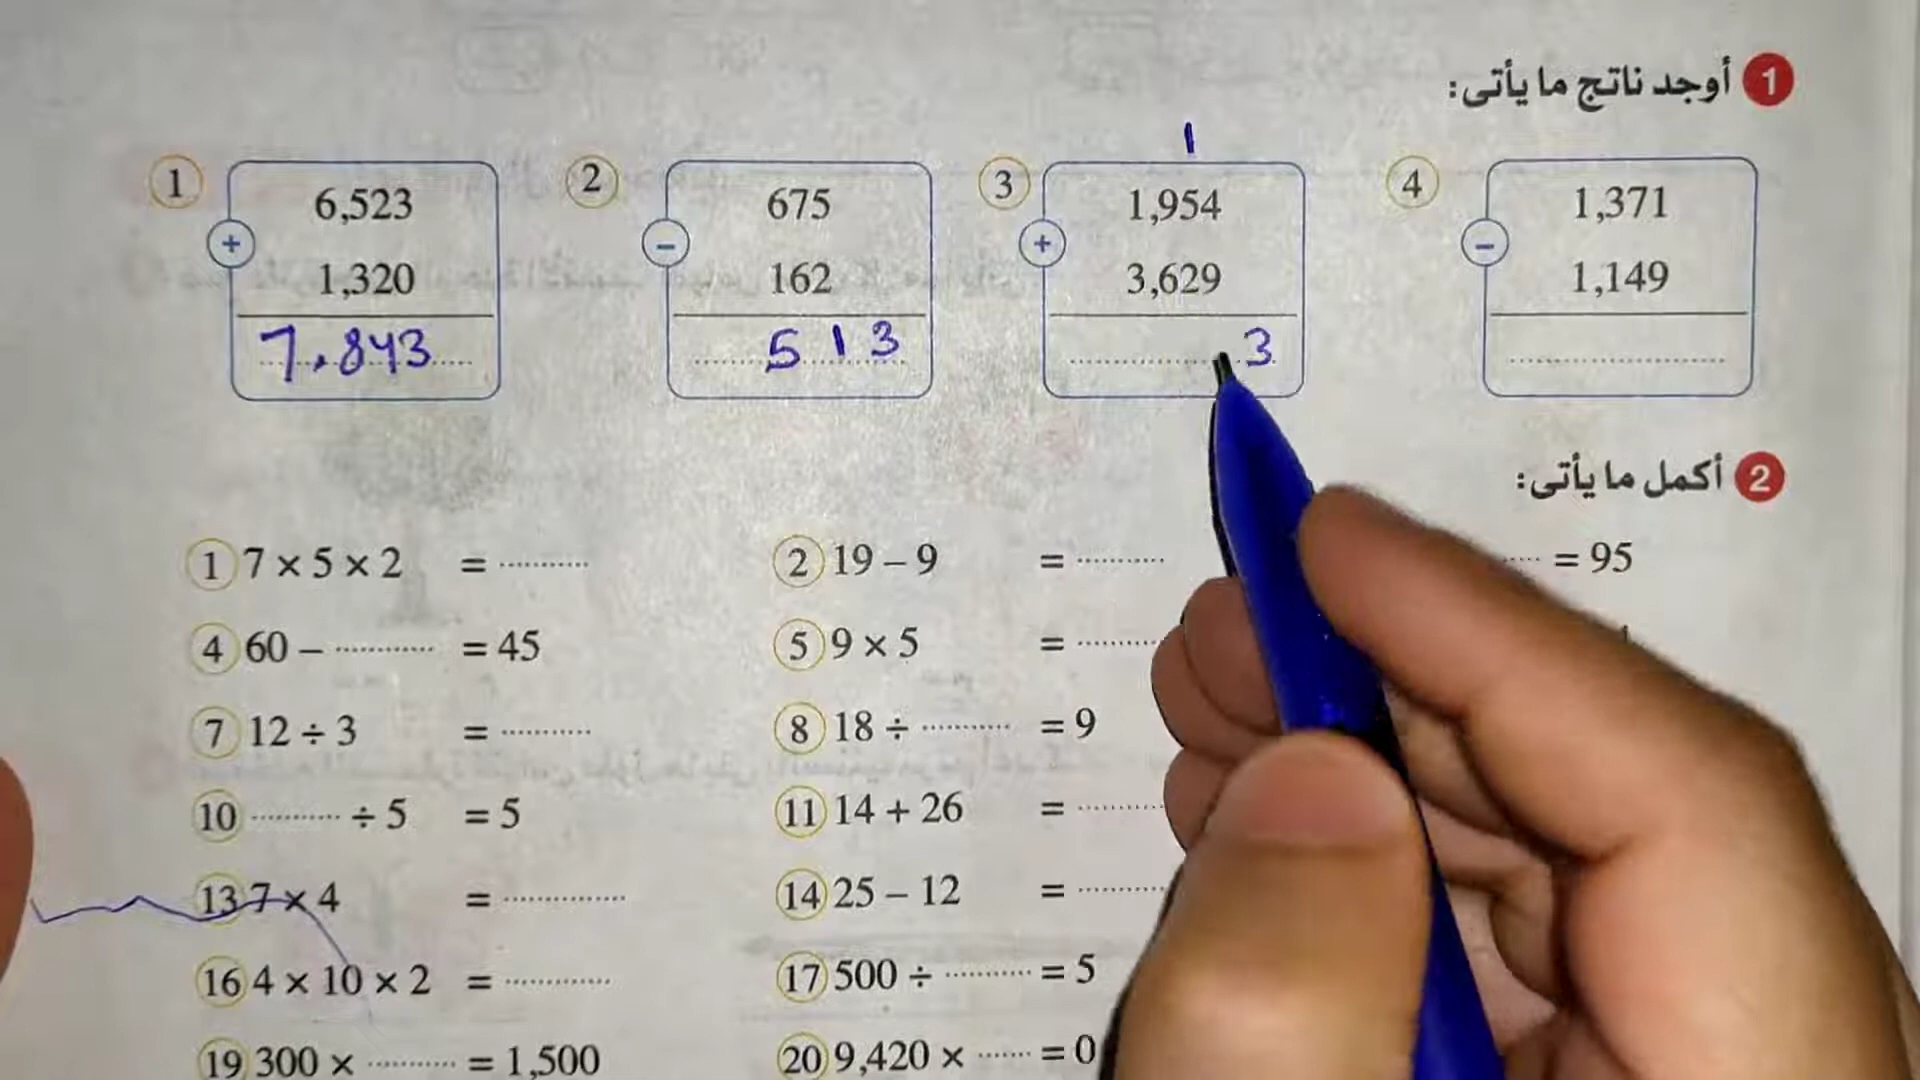 1 أوجد ناتج ما يأتى:
1
1 6,523 2 675 3 1,954 4 1,371
+ - + -
1,320 162 3,629 1,149
7,843 513 3
2 أكمل ما يأتى:
1 7 × 5 × 2 = .......... 2 19 – 9 = .......... = 95
4 60 – .......... = 45 5 9 × 5 = ..........
7 12 ÷ 3 = .......... 8 18 ÷ .......... = 9
10 .......... ÷ 5 = 5 11 14 + 26 = ..........
13 7 × 4 = .......... 14 25 – 12 = ..........
16 4 × 10 × 2 = .......... 17 500 ÷ .......... = 5
19 300 × .......... = 1,500 20 9,420 × ...... = 0